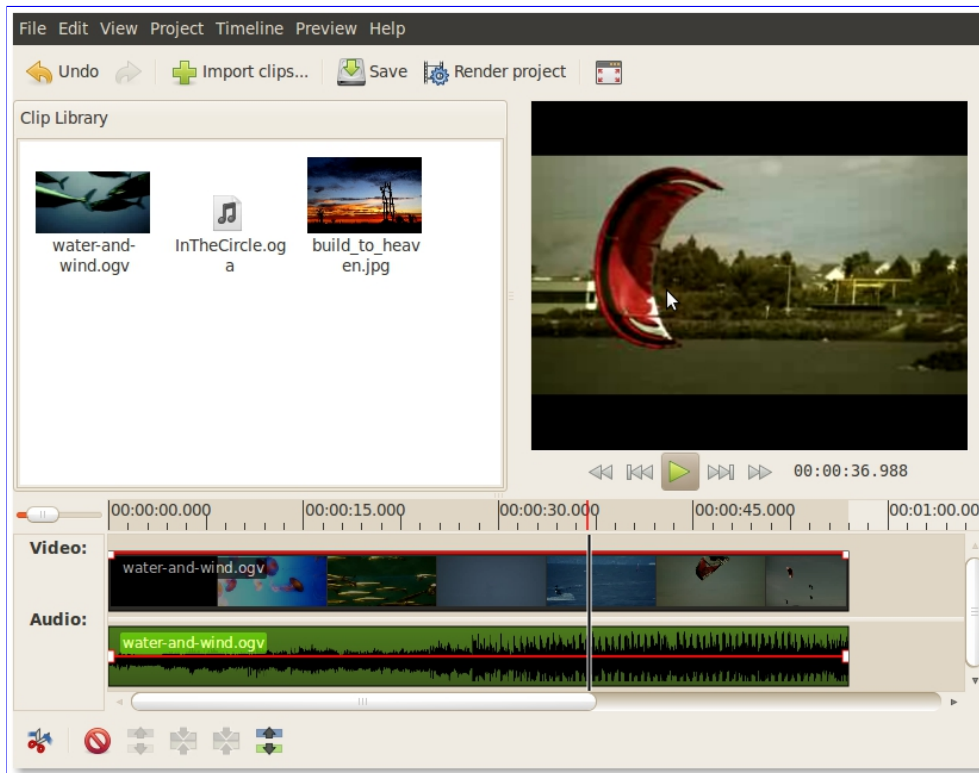 File Edit View Project Timeline Preview Help
Undo Import clips... Save Render project
Clip Library
water-and-
wind.ogv
InTheCircle.og
a
build_to_heav
en.jpg
00:00:36.988
00:00:00.000 00:00:15.000 00:00:30.000 00:00:45.000 00:01:00.00
Video:
water-and-wind.ogv
Audio:
water-and-wind.ogv